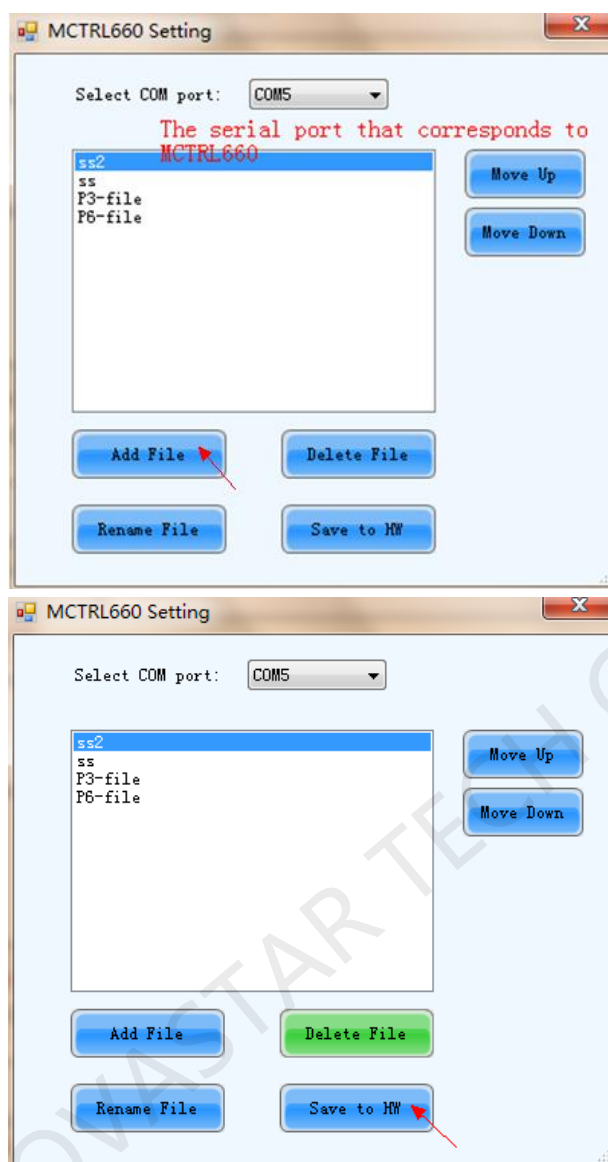 MCTRL660 Setting
Select COM port: COM5
The serial port that corresponds to
MCTRL660
ss2
ss
P3-file
P6-file
Move Up
Move Down
Add File
Delete File
Rename File
Save to HW
MCTRL660 Setting
Select COM port: COM5
ss2
ss
P3-file
P6-file
Move Up
Move Down
Add File
Delete File
Rename File
Save to HW
OVASTAR TECH C